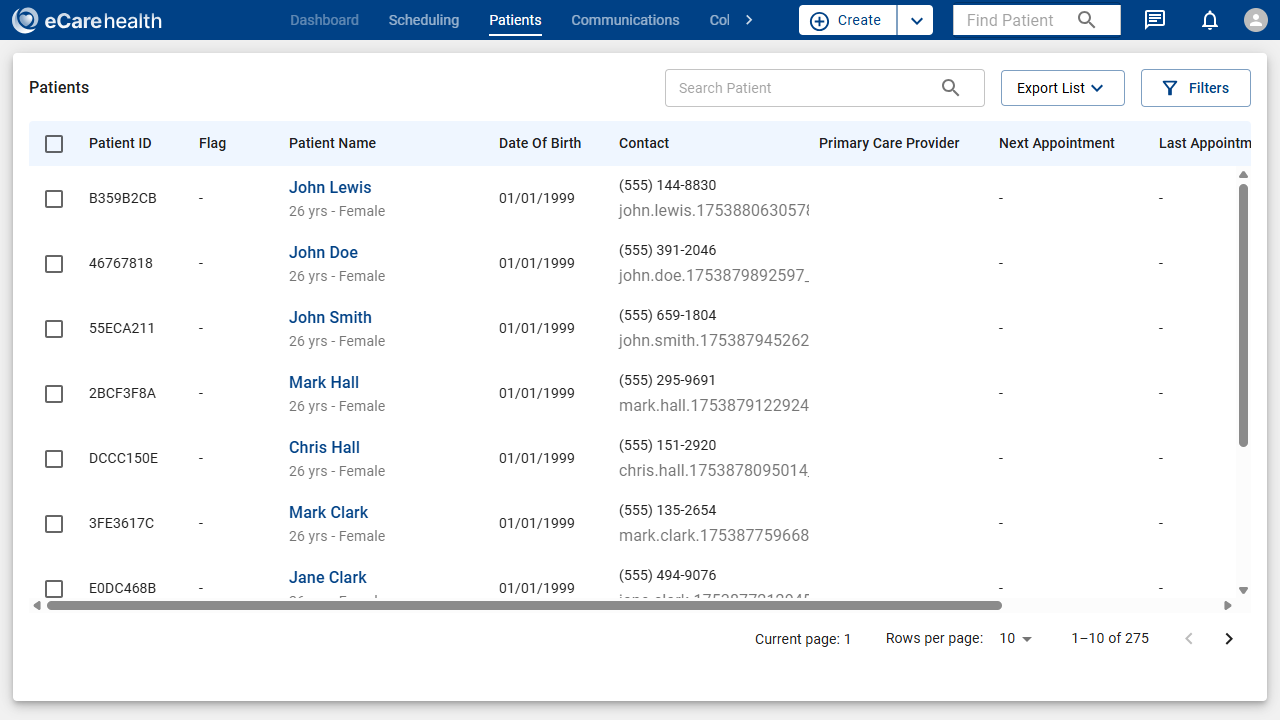 eCarehealth
Dashboard Scheduling Patients Communications Col
Create
Find Patient
Patients
Search Patient
Export List
Filters
Patient ID Flag Patient Name Date Of Birth Contact Primary Care Provider Next Appointment Last Appointm
B359B2CB - John Lewis 01/01/1999 (555) 144-8830 - -
26 yrs - Female john.lewis.1753880630578
46767818 - John Doe 01/01/1999 (555) 391-2046 - -
26 yrs - Female john.doe.1753879892597_
55ECA211 - John Smith 01/01/1999 (555) 659-1804 - -
26 yrs - Female john.smith.175387945262
2BCF3F8A - Mark Hall 01/01/1999 (555) 295-9691 - -
26 yrs - Female mark.hall.1753879122924
DCCC150E - Chris Hall 01/01/1999 (555) 151-2920 - -
26 yrs - Female chris.hall.1753878095014_
3FE3617C - Mark Clark 01/01/1999 (555) 135-2654 - -
26 yrs - Female mark.clark.175387759668
E0DC468B - Jane Clark 01/01/1999 (555) 494-9076 - -
Current page: 1 Rows per page: 10 1–10 of 275